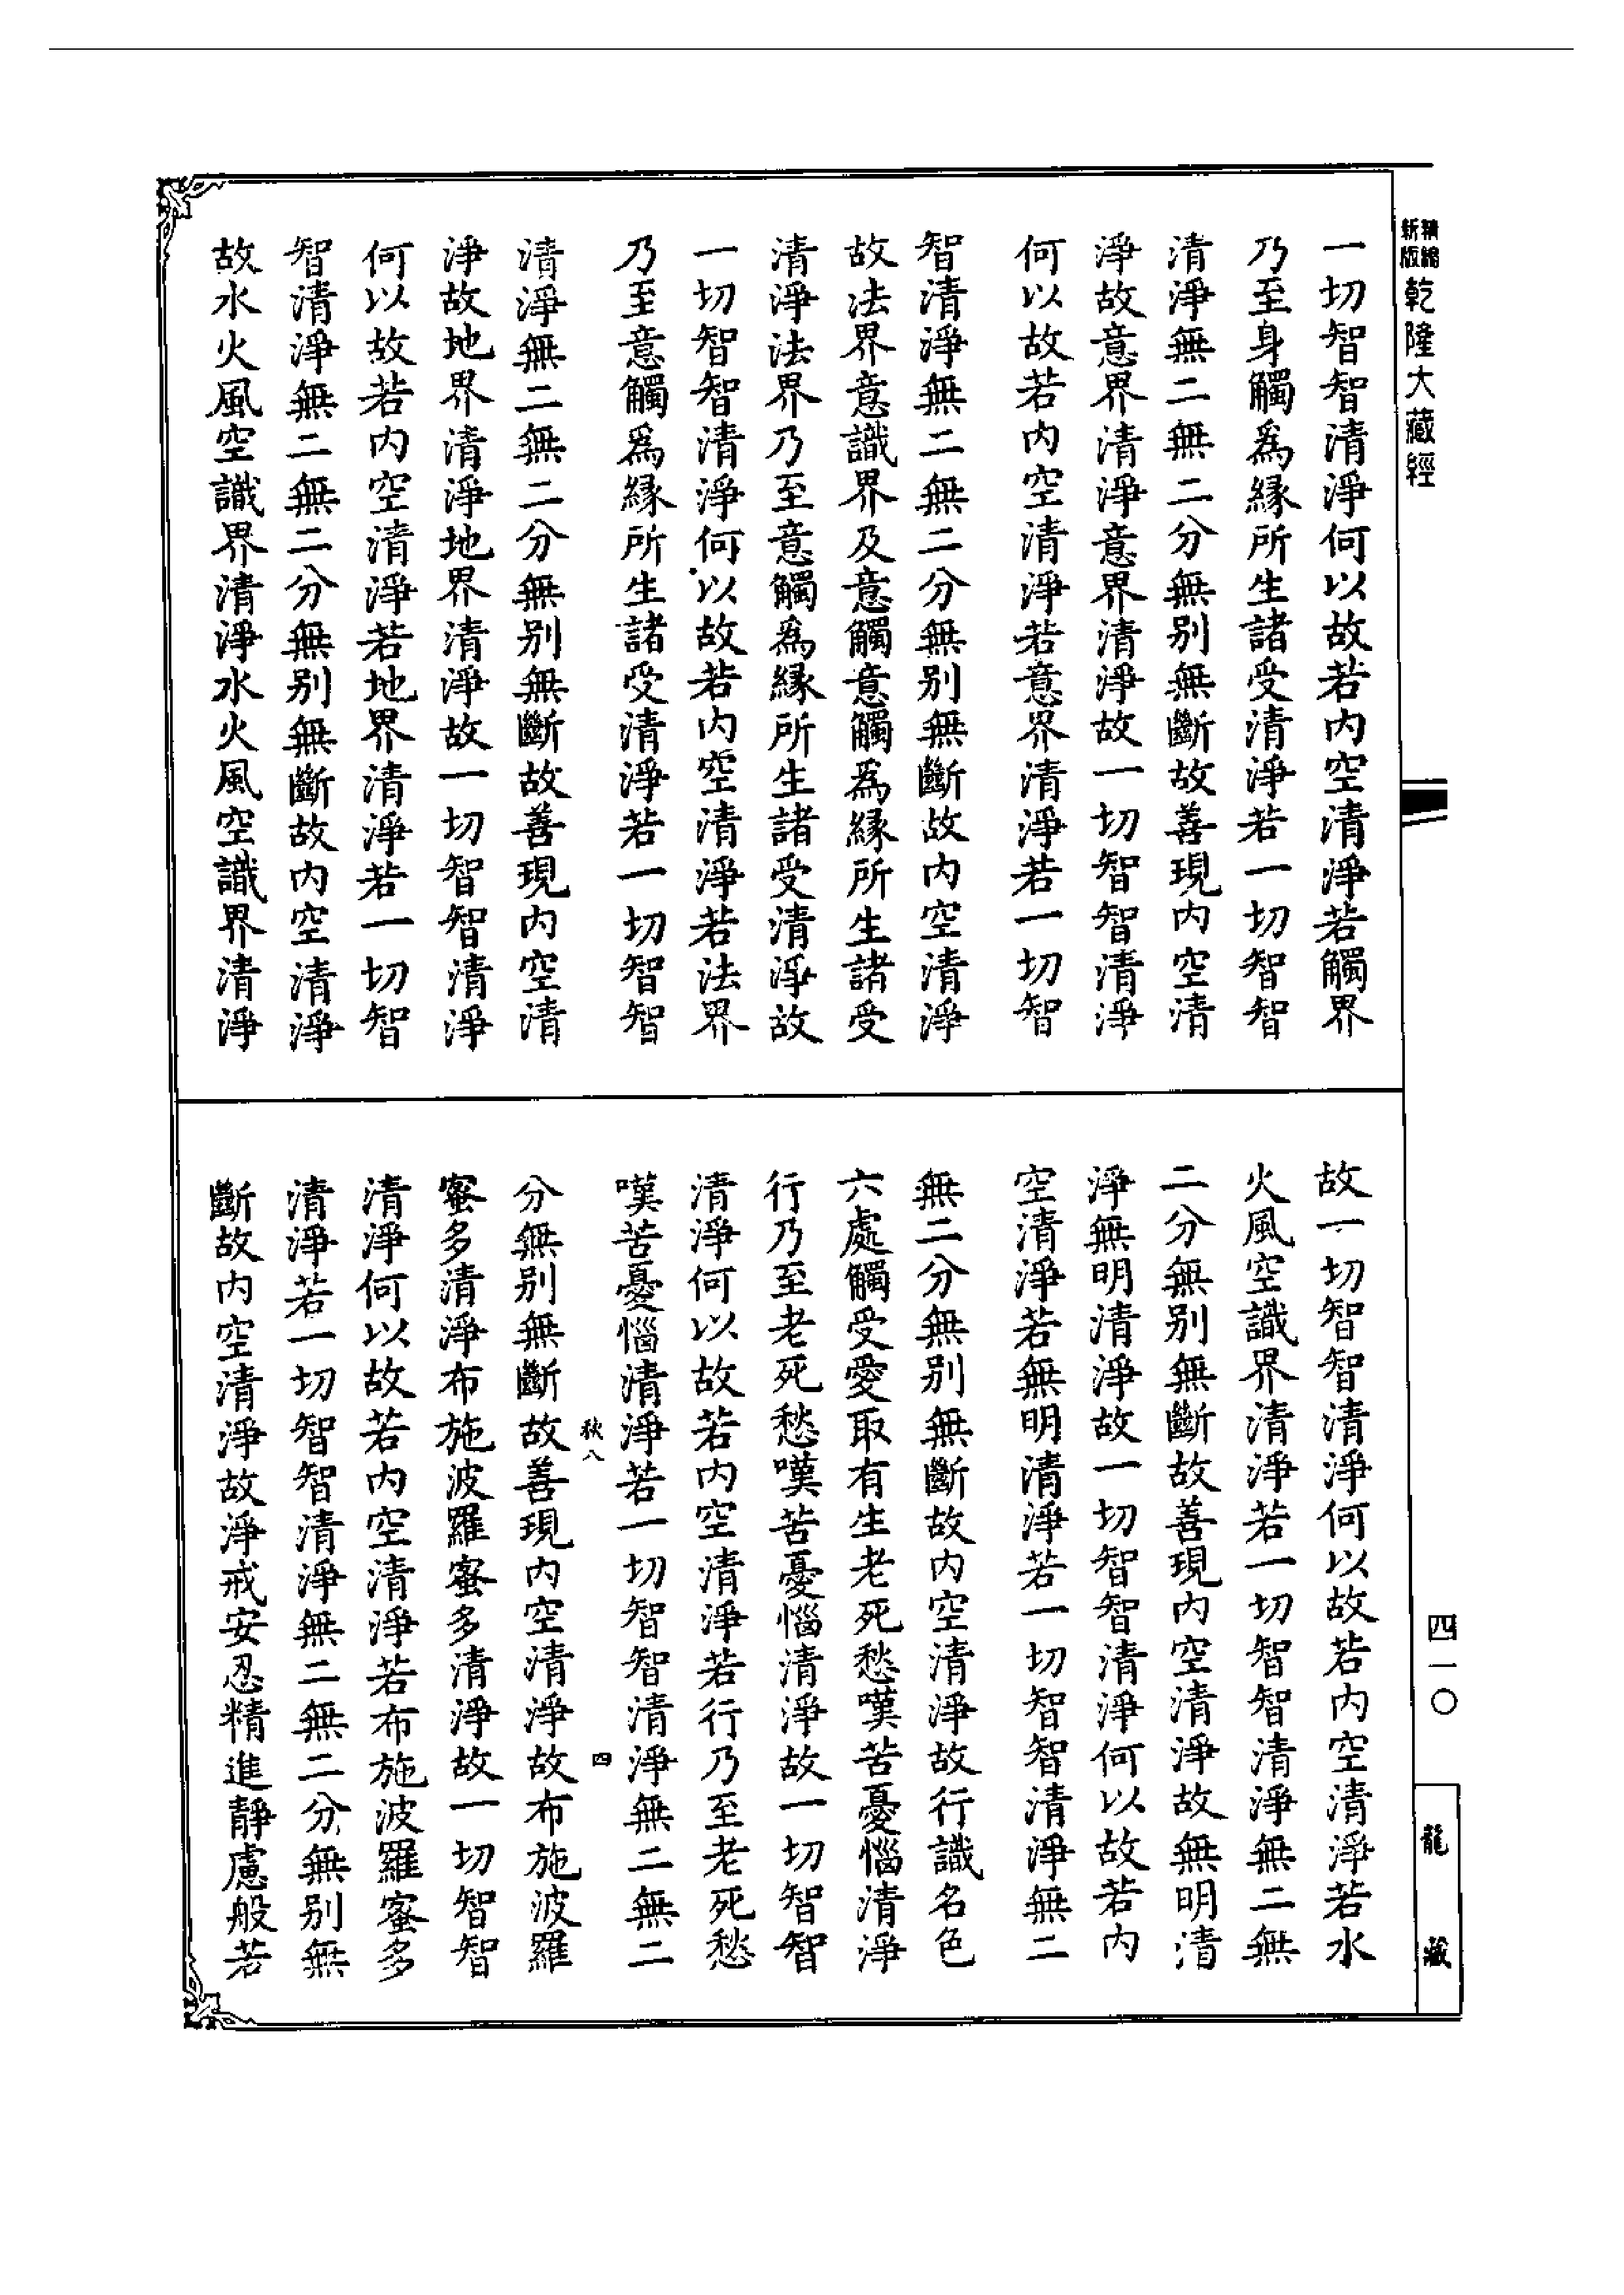 精縮新版乾隆大藏經
四一〇
龍藏
一切智智清淨何以故若內空清淨若觸界
乃至身觸為緣所生諸受清淨若一切智智
清淨無二無二分無別無斷故善現內空清
淨故意界清淨意界清淨故一切智智清淨
何以故若內空清淨若意界清淨若一切智
智清淨無二無二分無別無斷故內空清淨
故法界意識界及意觸意觸為緣所生諸受
清淨法界乃至意觸為緣所生諸受清淨故
一切智智清淨何以故若內空清淨若法界
乃至意觸為緣所生諸受清淨若一切智智
清淨無二無二分無別無斷故善現內空清
淨故地界清淨地界清淨故一切智智清淨
何以故若內空清淨若地界清淨若一切智
智清淨無二無二分無別無斷故內空清淨
故水火風空識界清淨水火風空識界清淨
故一切智智清淨何以故若內空清淨若水
火風空識界清淨若一切智智清淨無二無
二分無別無斷故善現內空清淨故無明清
淨無明清淨故一切智智清淨何以故若內
空清淨若無明清淨若一切智智清淨無二
無二分無別無斷故內空清淨故行識名色
六處觸受愛取有生老死愁嘆苦憂惱清淨
行乃至老死愁嘆苦憂惱清淨故一切智智
清淨何以故若內空清淨若行乃至老死愁
嘆苦憂惱清淨若一切智智清淨無二無二
秋八 四
分無別無斷故善現內空清淨故布施波羅
蜜多清淨布施波羅蜜多清淨故一切智智
清淨何以故若內空清淨若布施波羅蜜多
清淨若一切智智清淨無二無二分無別無
斷故內空清淨故淨戒安忍精進靜慮般若